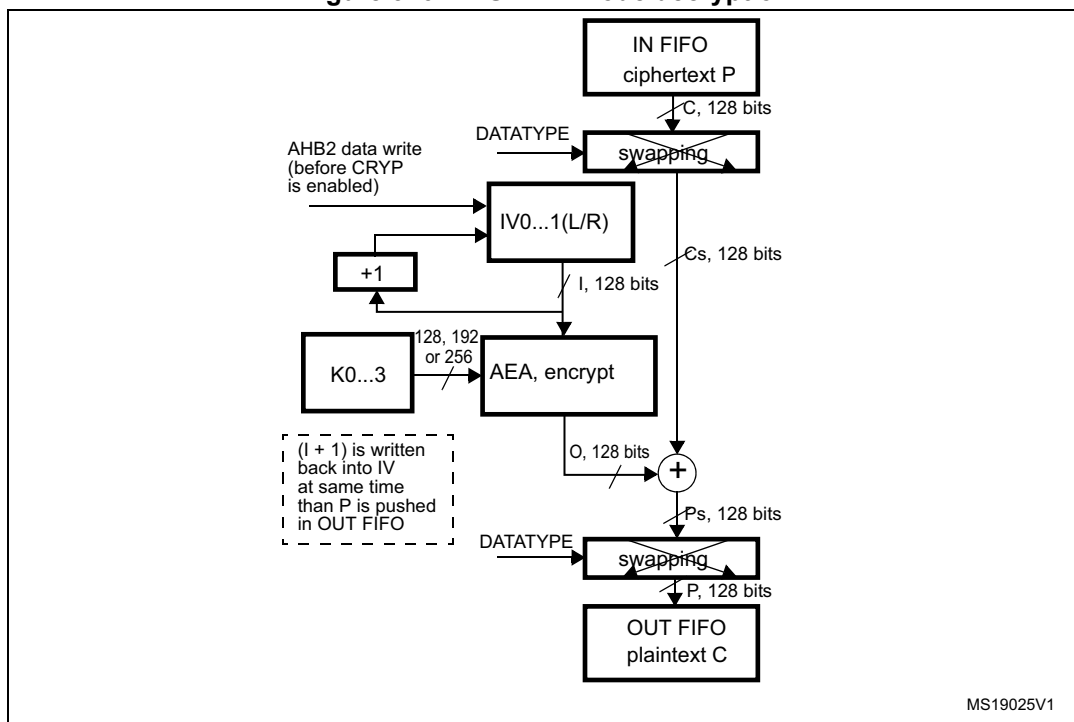 IN FIFO
ciphertext P
C, 128 bits
DATATYPE
swapping
AHB2 data write
(before CRYP
is enabled)
IV0...1(L/R)
Cs, 128 bits
+1
I, 128 bits
128, 192
or 256
K0...3
AEA, encrypt
(I + 1) is written
back into IV
at same time
than P is pushed
in OUT FIFO
O, 128 bits
+
Ps, 128 bits
DATATYPE
swapping
P, 128 bits
OUT FIFO
plaintext C
MS19025V1